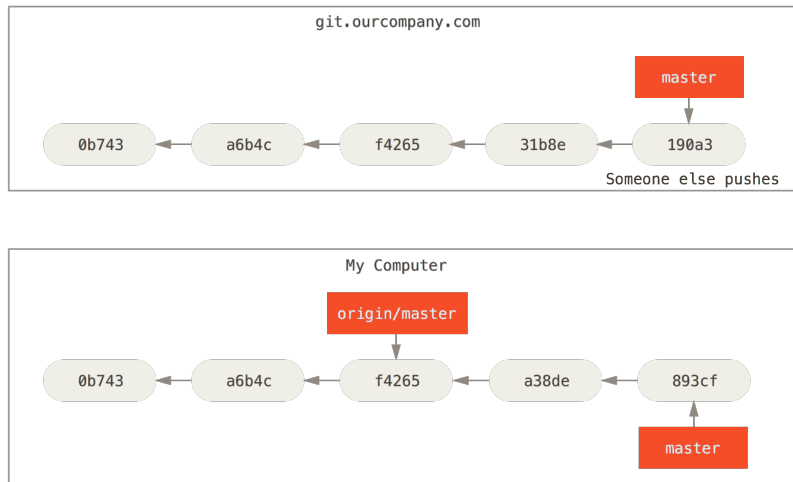 git.ourcompany.com
master
0b743 a6b4c f4265 31b8e 190a3
Someone else pushes
My Computer
origin/master
0b743 a6b4c f4265 a38de 893cf
master